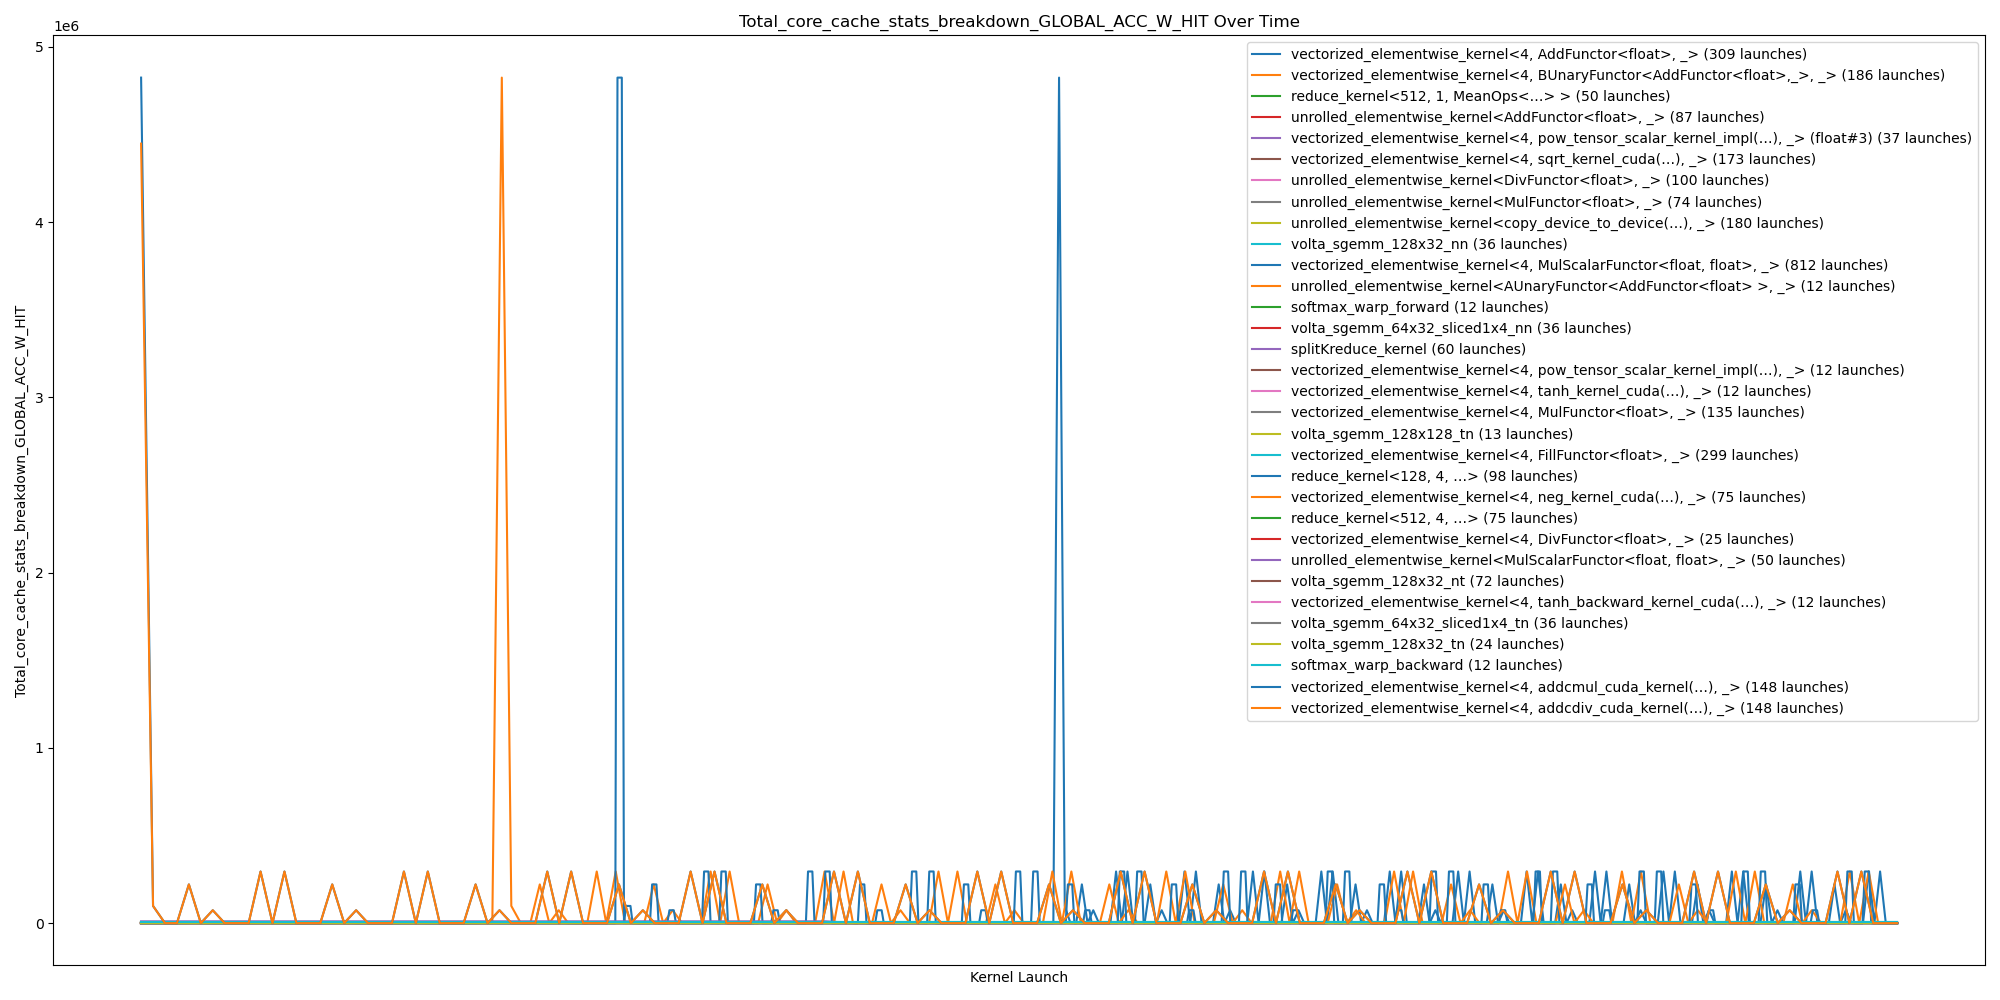 Total_core_cache_stats_breakdown_GLOBAL_ACC_W_HIT Over Time
1e6
5
4
3
2
1
0
Total_core_cache_stats_breakdown_GLOBAL_ACC_W_HIT
Kernel Launch
vectorized_elementwise_kernel<4, AddFunctor<float>, _> (309 launches)
vectorized_elementwise_kernel<4, BUnaryFunctor<AddFunctor<float>,_>, _> (186 launches)
reduce_kernel<512, 1, MeanOps<...> > (50 launches)
unrolled_elementwise_kernel<AddFunctor<float>, _> (87 launches)
vectorized_elementwise_kernel<4, pow_tensor_scalar_kernel_impl(...), _> (float#3) (37 launches)
vectorized_elementwise_kernel<4, sqrt_kernel_cuda(...), _> (173 launches)
unrolled_elementwise_kernel<DivFunctor<float>, _> (100 launches)
unrolled_elementwise_kernel<MulFunctor<float>, _> (74 launches)
unrolled_elementwise_kernel<copy_device_to_device(...), _> (180 launches)
volta_sgemm_128x32_nn (36 launches)
vectorized_elementwise_kernel<4, MulScalarFunctor<float, float>, _> (812 launches)
unrolled_elementwise_kernel<AUnaryFunctor<AddFunctor<float> >, _> (12 launches)
softmax_warp_forward (12 launches)
volta_sgemm_64x32_sliced1x4_nn (36 launches)
splitKreduce_kernel (60 launches)
vectorized_elementwise_kernel<4, pow_tensor_scalar_kernel_impl(...), _> (12 launches)
vectorized_elementwise_kernel<4, tanh_kernel_cuda(...), _> (12 launches)
vectorized_elementwise_kernel<4, MulFunctor<float>, _> (135 launches)
volta_sgemm_128x128_tn (13 launches)
vectorized_elementwise_kernel<4, FillFunctor<float>, _> (299 launches)
reduce_kernel<128, 4, ...> (98 launches)
vectorized_elementwise_kernel<4, neg_kernel_cuda(...), _> (75 launches)
reduce_kernel<512, 4, ...> (75 launches)
vectorized_elementwise_kernel<4, DivFunctor<float>, _> (25 launches)
unrolled_elementwise_kernel<MulScalarFunctor<float, float>, _> (50 launches)
volta_sgemm_128x32_nt (72 launches)
vectorized_elementwise_kernel<4, tanh_backward_kernel_cuda(...), _> (12 launches)
volta_sgemm_64x32_sliced1x4_tn (36 launches)
volta_sgemm_128x32_tn (24 launches)
softmax_warp_backward (12 launches)
vectorized_elementwise_kernel<4, addcmul_cuda_kernel(...), _> (148 launches)
vectorized_elementwise_kernel<4, addcdiv_cuda_kernel(...), _> (148 launches)